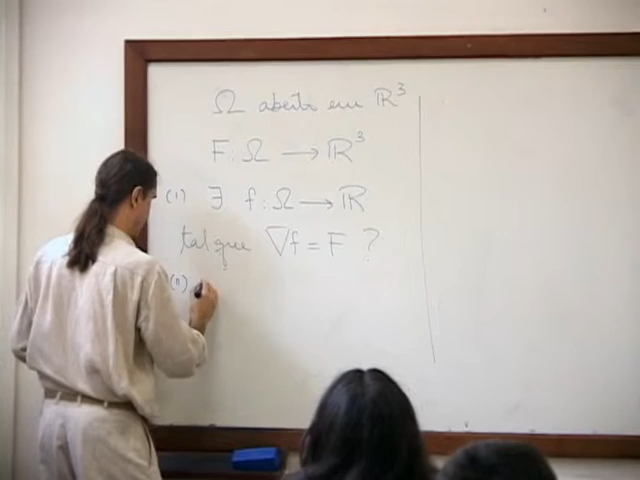 Ω aberto em ℝ³
F : Ω → ℝ³
(I) ∃ f : Ω → ℝ
tal que ∇f = F ?
(II)